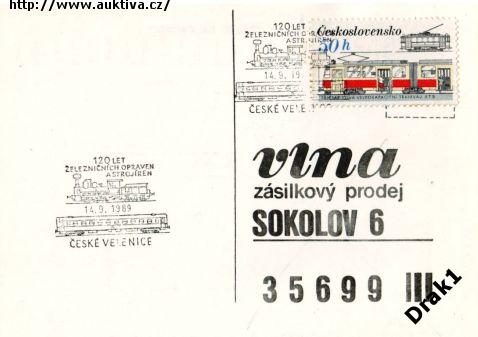 http://www.auktiva.cz/
120 LET
ŽELEZNIČNÍCH OPRAVEN
A STROJÍREN
14.9.1989
ČESKÉ VELENICE
Československo
50 h
120 LET
ŽELEZNIČNÍCH OPRAVEN
A STROJÍREN
14.9.1989
ČESKÉ VELENICE
vlna
zásilkový prodej
SOKOLOV 6
35699
Drak1